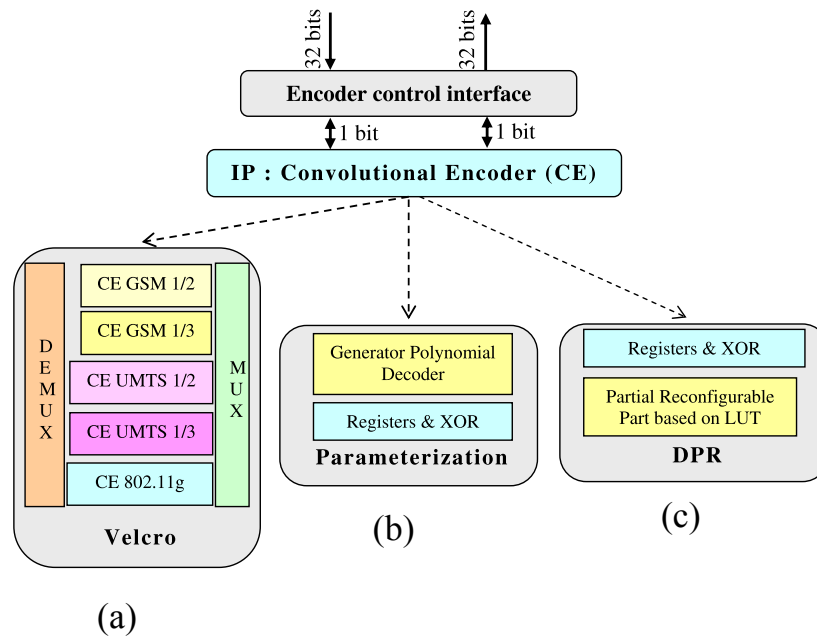 32 bits
32 bits
Encoder control interface
1 bit
1 bit
IP : Convolutional Encoder (CE)
DEMUX
CE GSM 1/2
CE GSM 1/3
CE UMTS 1/2
CE UMTS 1/3
CE 802.11g
MUX
Velcro
(a)
Generator Polynomial
Decoder
Registers & XOR
Parameterization
(b)
Registers & XOR
Partial Reconfigurable
Part based on LUT
DPR
(c)